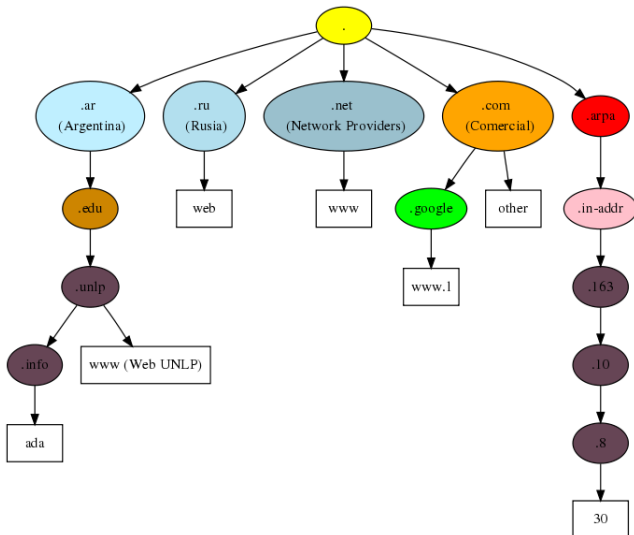 .
.ar
(Argentina)
.ru
(Rusia)
.net
(Network Providers)
.com
(Comercial)
.arpa
.edu
web
www
.google
other
.in-addr
.unlp
www.l
.163
.info
www (Web UNLP)
.10
ada
.8
30